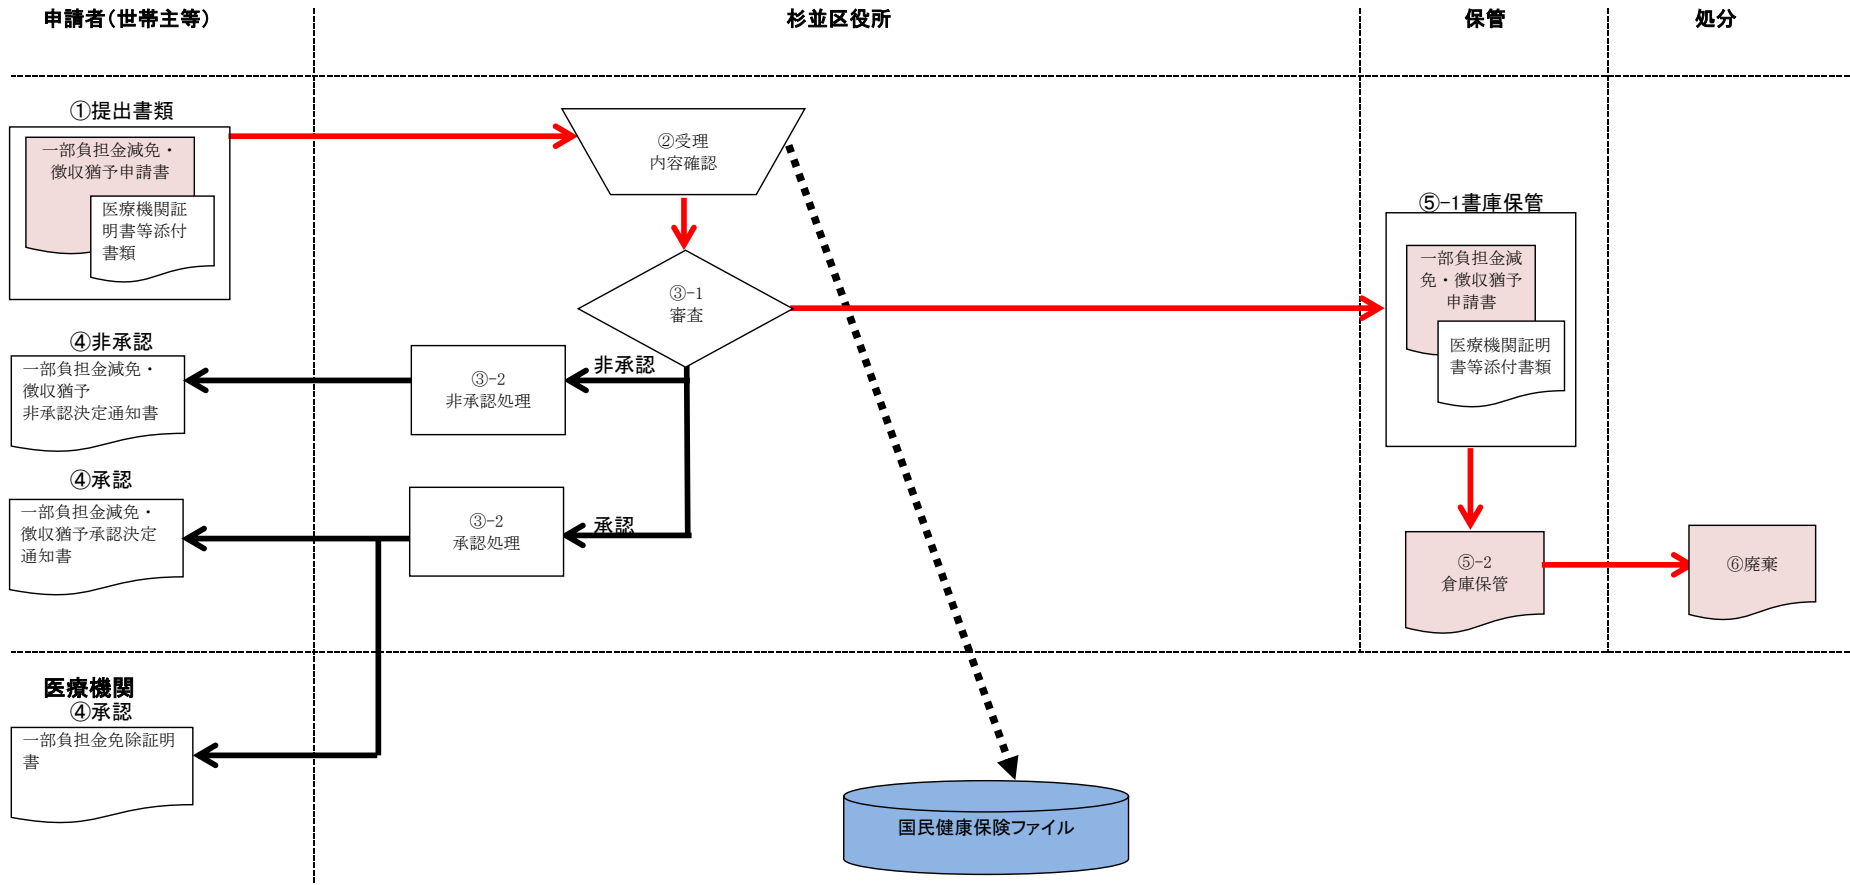 申請者（世帯主等）
杉並区役所
保管
処分
①提出書類
一部負担金減免・
徴収猶予申請書
医療機関証
明書等添付
書類
②受理
内容確認
③-1
審査
⑤-1書庫保管
一部負担金減
免・徴収猶予
申請書
医療機関証明
書等添付書類
④非承認
一部負担金減免・
徴収猶予
非承認決定通知書
③-2
非承認処理
非承認
④承認
一部負担金減免・
徴収猶予承認決定
通知書
③-2
承認処理
承認
⑤-2
倉庫保管
⑥廃棄
医療機関
④承認
一部負担金免除証明
書
国民健康保険ファイル